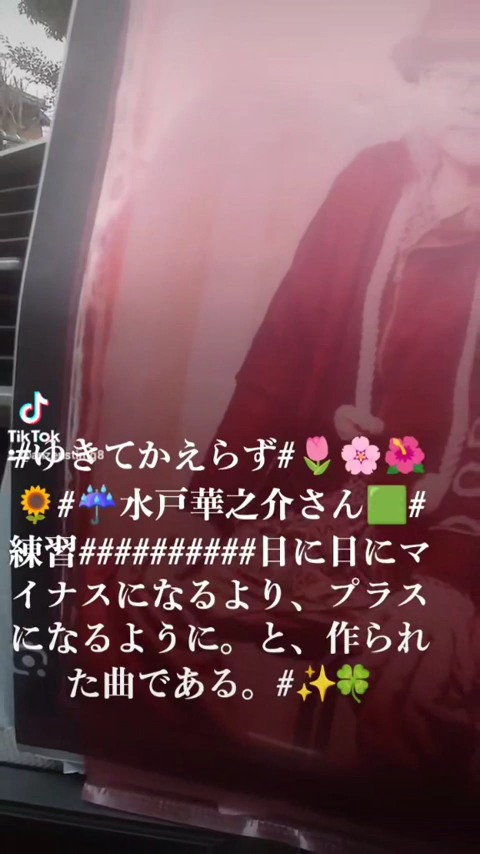 TikTok
#ゆきてかえらず#🌷🌸🌺
🌻#☔水戸華之介さん🟩#
練習##########日に日にマ
イナスになるより、プラス
になるように。と、作られ
た曲である。#✨🍀